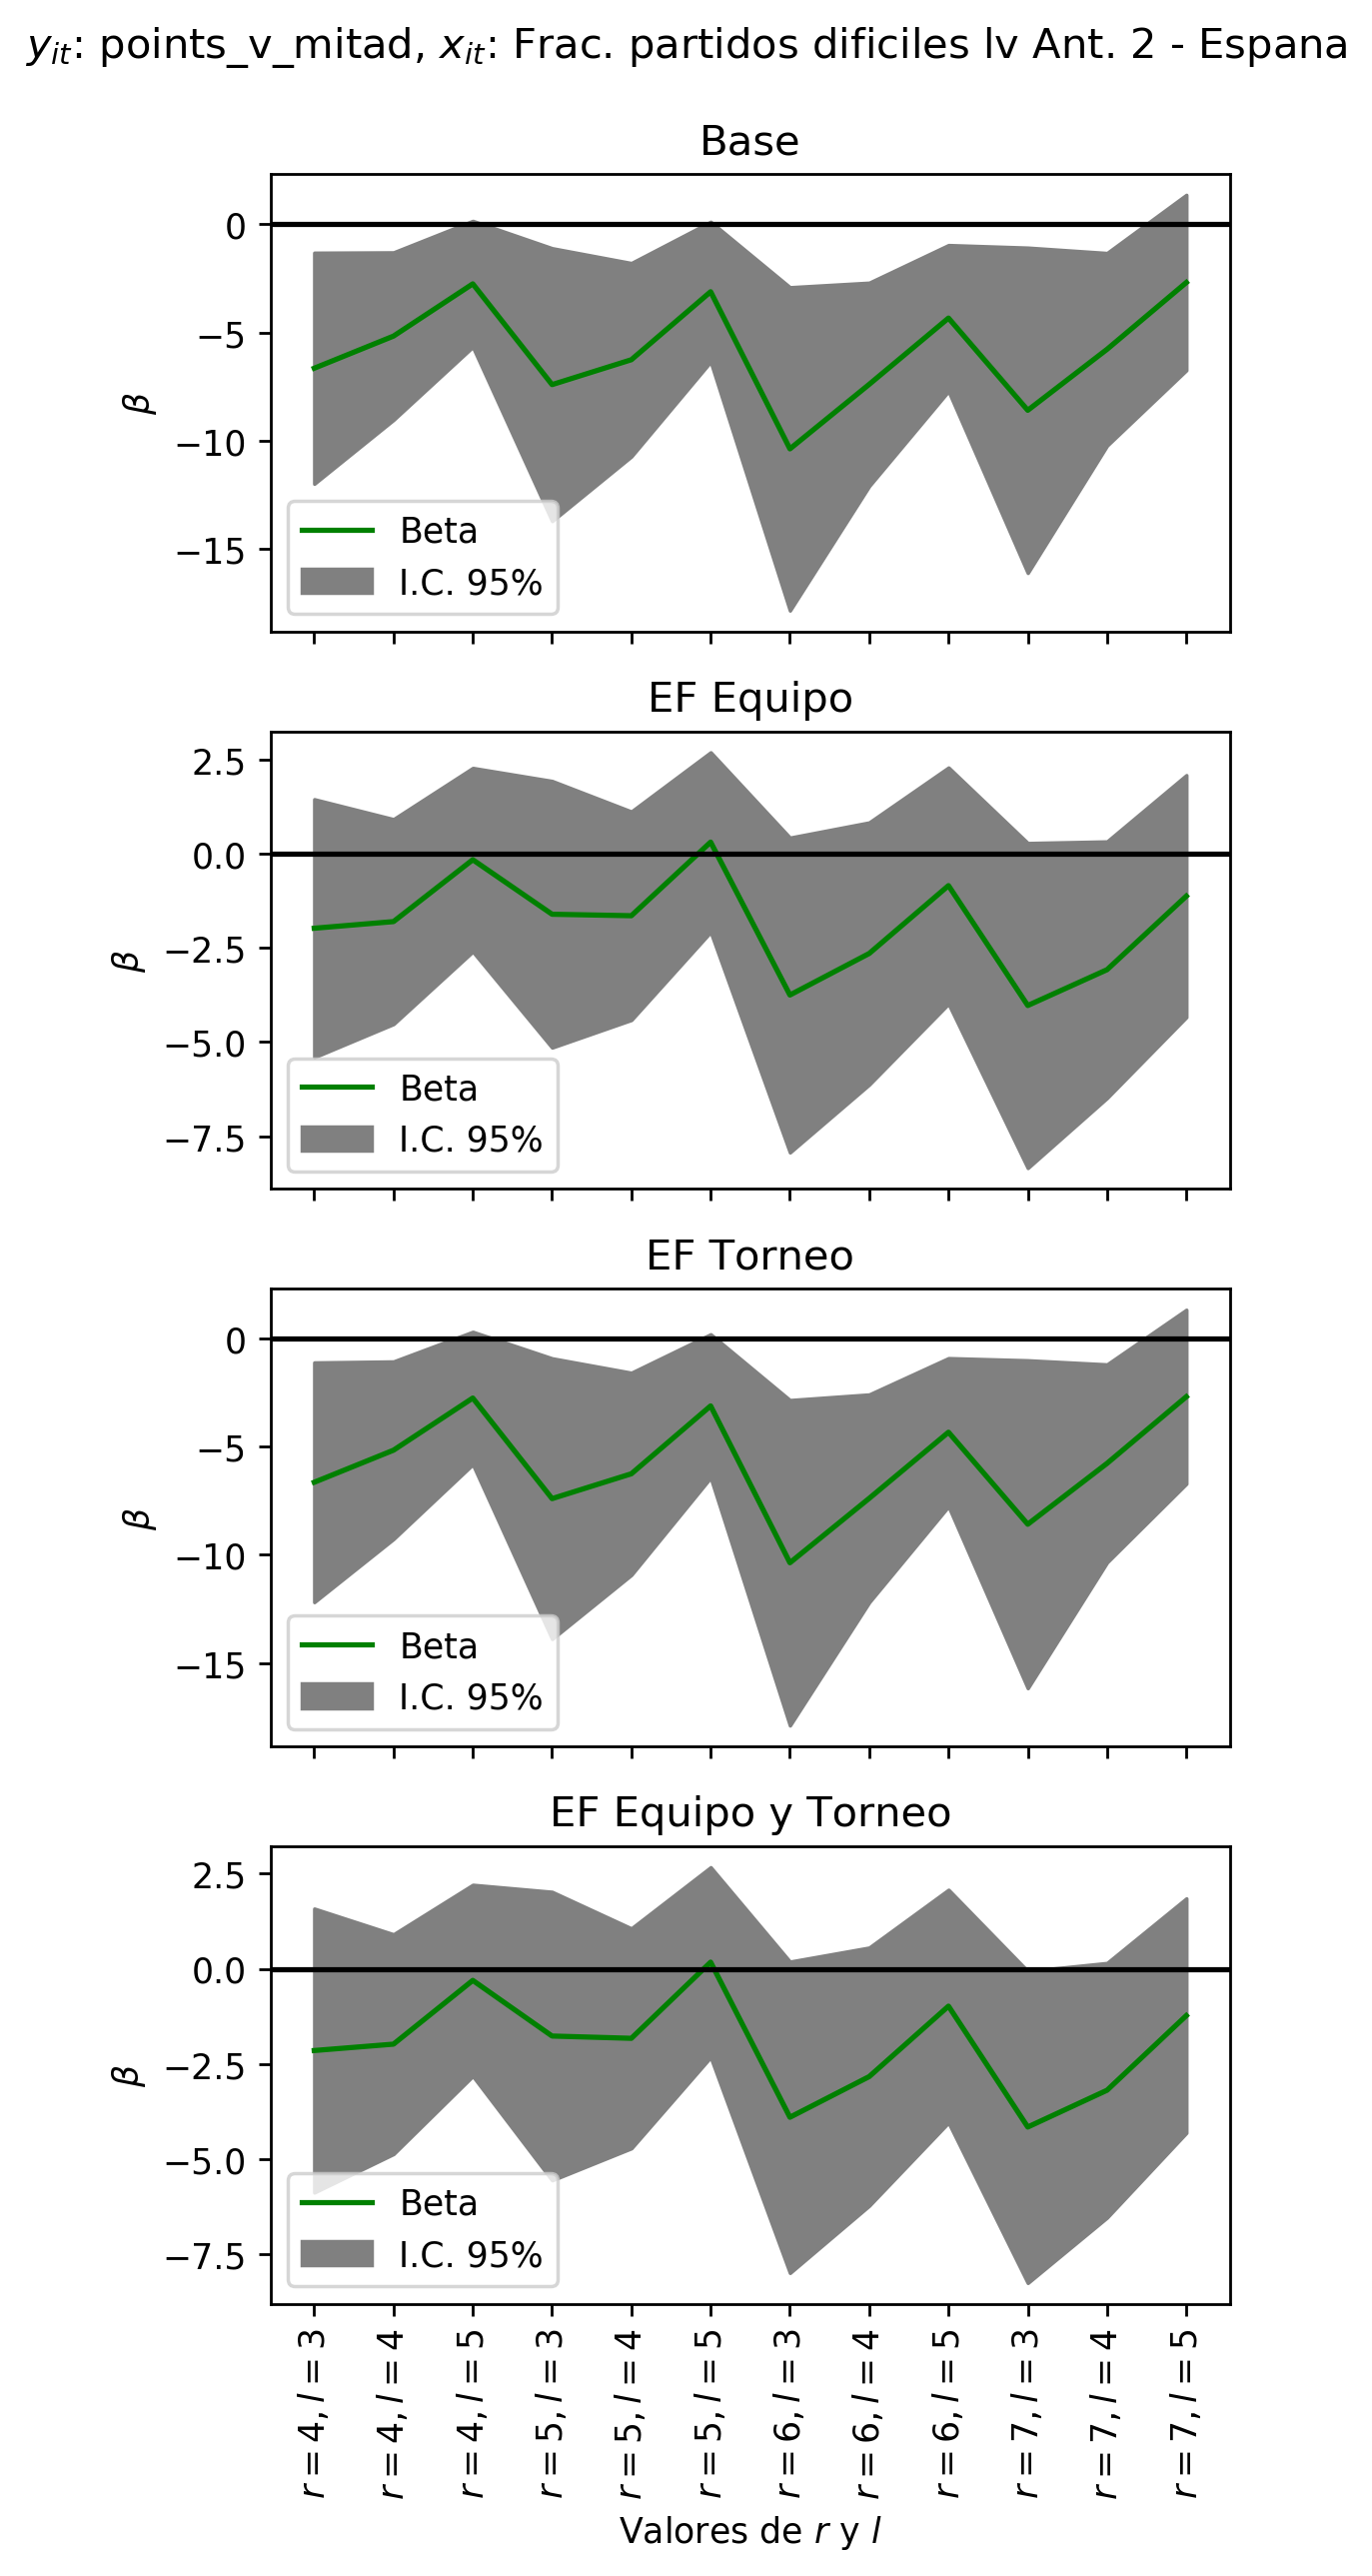 y_it: points_v_mitad, x_it: Frac. partidos dificiles lv Ant. 2 - Espana
Base
0
−5
−10
−15
β
Beta
I.C. 95%
EF Equipo
2.5
0.0
−2.5
−5.0
−7.5
β
Beta
I.C. 95%
EF Torneo
0
−5
−10
−15
β
Beta
I.C. 95%
EF Equipo y Torneo
2.5
0.0
−2.5
−5.0
−7.5
β
Beta
I.C. 95%
r = 4, l = 3
r = 4, l = 4
r = 4, l = 5
r = 5, l = 3
r = 5, l = 4
r = 5, l = 5
r = 6, l = 3
r = 6, l = 4
r = 6, l = 5
r = 7, l = 3
r = 7, l = 4
r = 7, l = 5
Valores de r y l